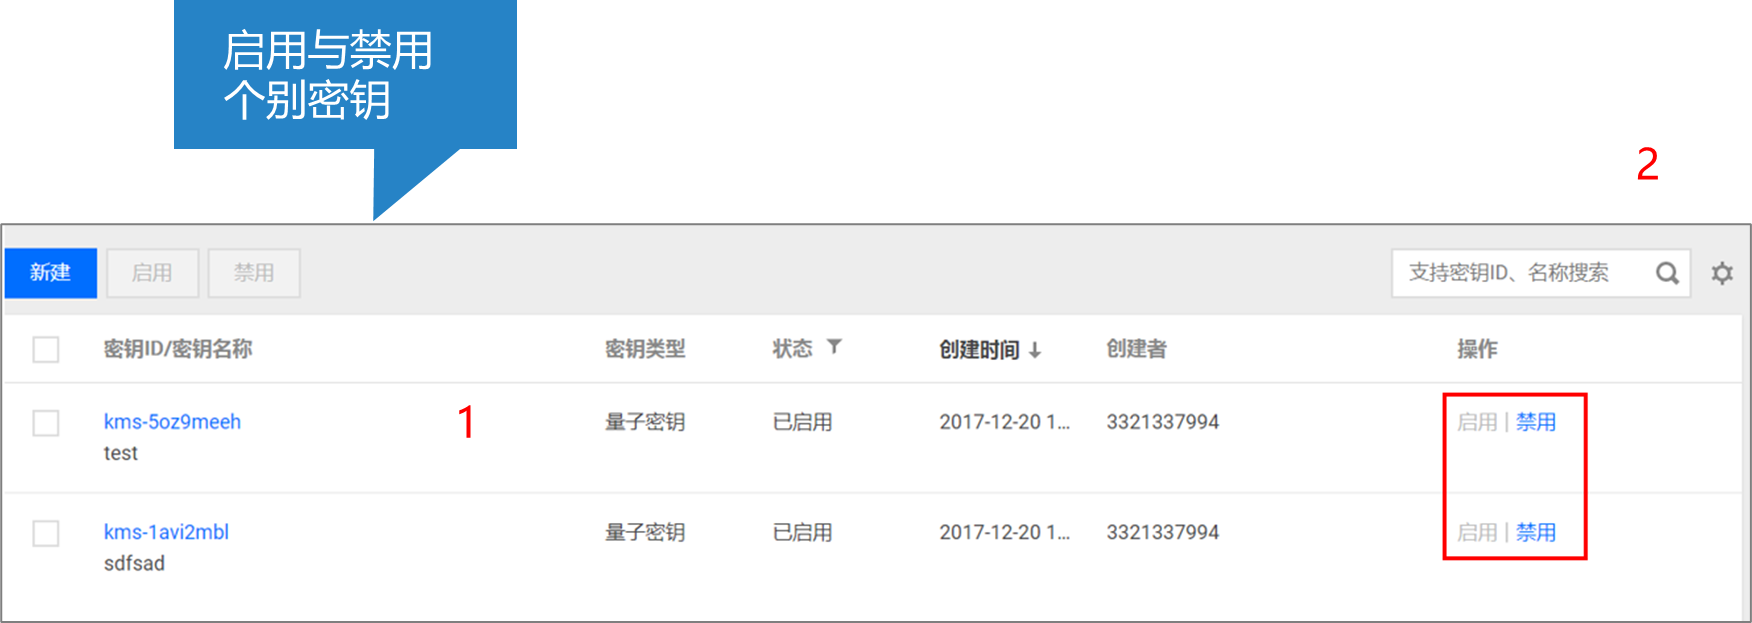 启用与禁用
个别密钥
2
新建 启用 禁用 支持密钥ID、名称搜索
密钥ID/密钥名称 密钥类型 状态 创建时间 创建者 操作
kms-5oz9meeh 1 量子密钥 已启用 2017-12-20 1... 3321337994 启用 | 禁用
test
kms-1avi2mbl 量子密钥 已启用 2017-12-20 1... 3321337994 启用 | 禁用
sdfsad